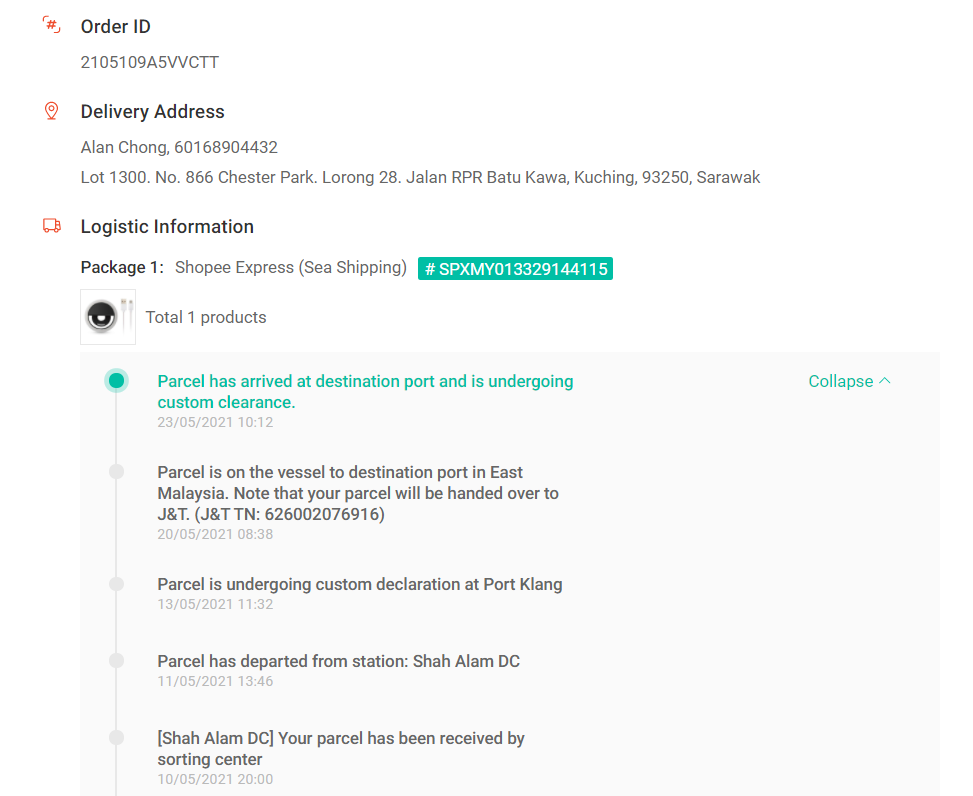 Order ID
2105109A5VVCTT
Delivery Address
Alan Chong, 60168904432
Lot 1300. No. 866 Chester Park. Lorong 28. Jalan RPR Batu Kawa, Kuching, 93250, Sarawak
Logistic Information
Package 1: Shopee Express (Sea Shipping) # SPXMY013329144115
Total 1 products
Parcel has arrived at destination port and is undergoing
custom clearance.
Collapse
23/05/2021 10:12
Parcel is on the vessel to destination port in East
Malaysia. Note that your parcel will be handed over to
J&T. (J&T TN: 626002076916)
20/05/2021 08:38
Parcel is undergoing custom declaration at Port Klang
13/05/2021 11:32
Parcel has departed from station: Shah Alam DC
11/05/2021 13:46
[Shah Alam DC] Your parcel has been received by
sorting center
10/05/2021 20:00